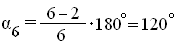 α₆ = (6 − 2)/6 · 180° = 120°